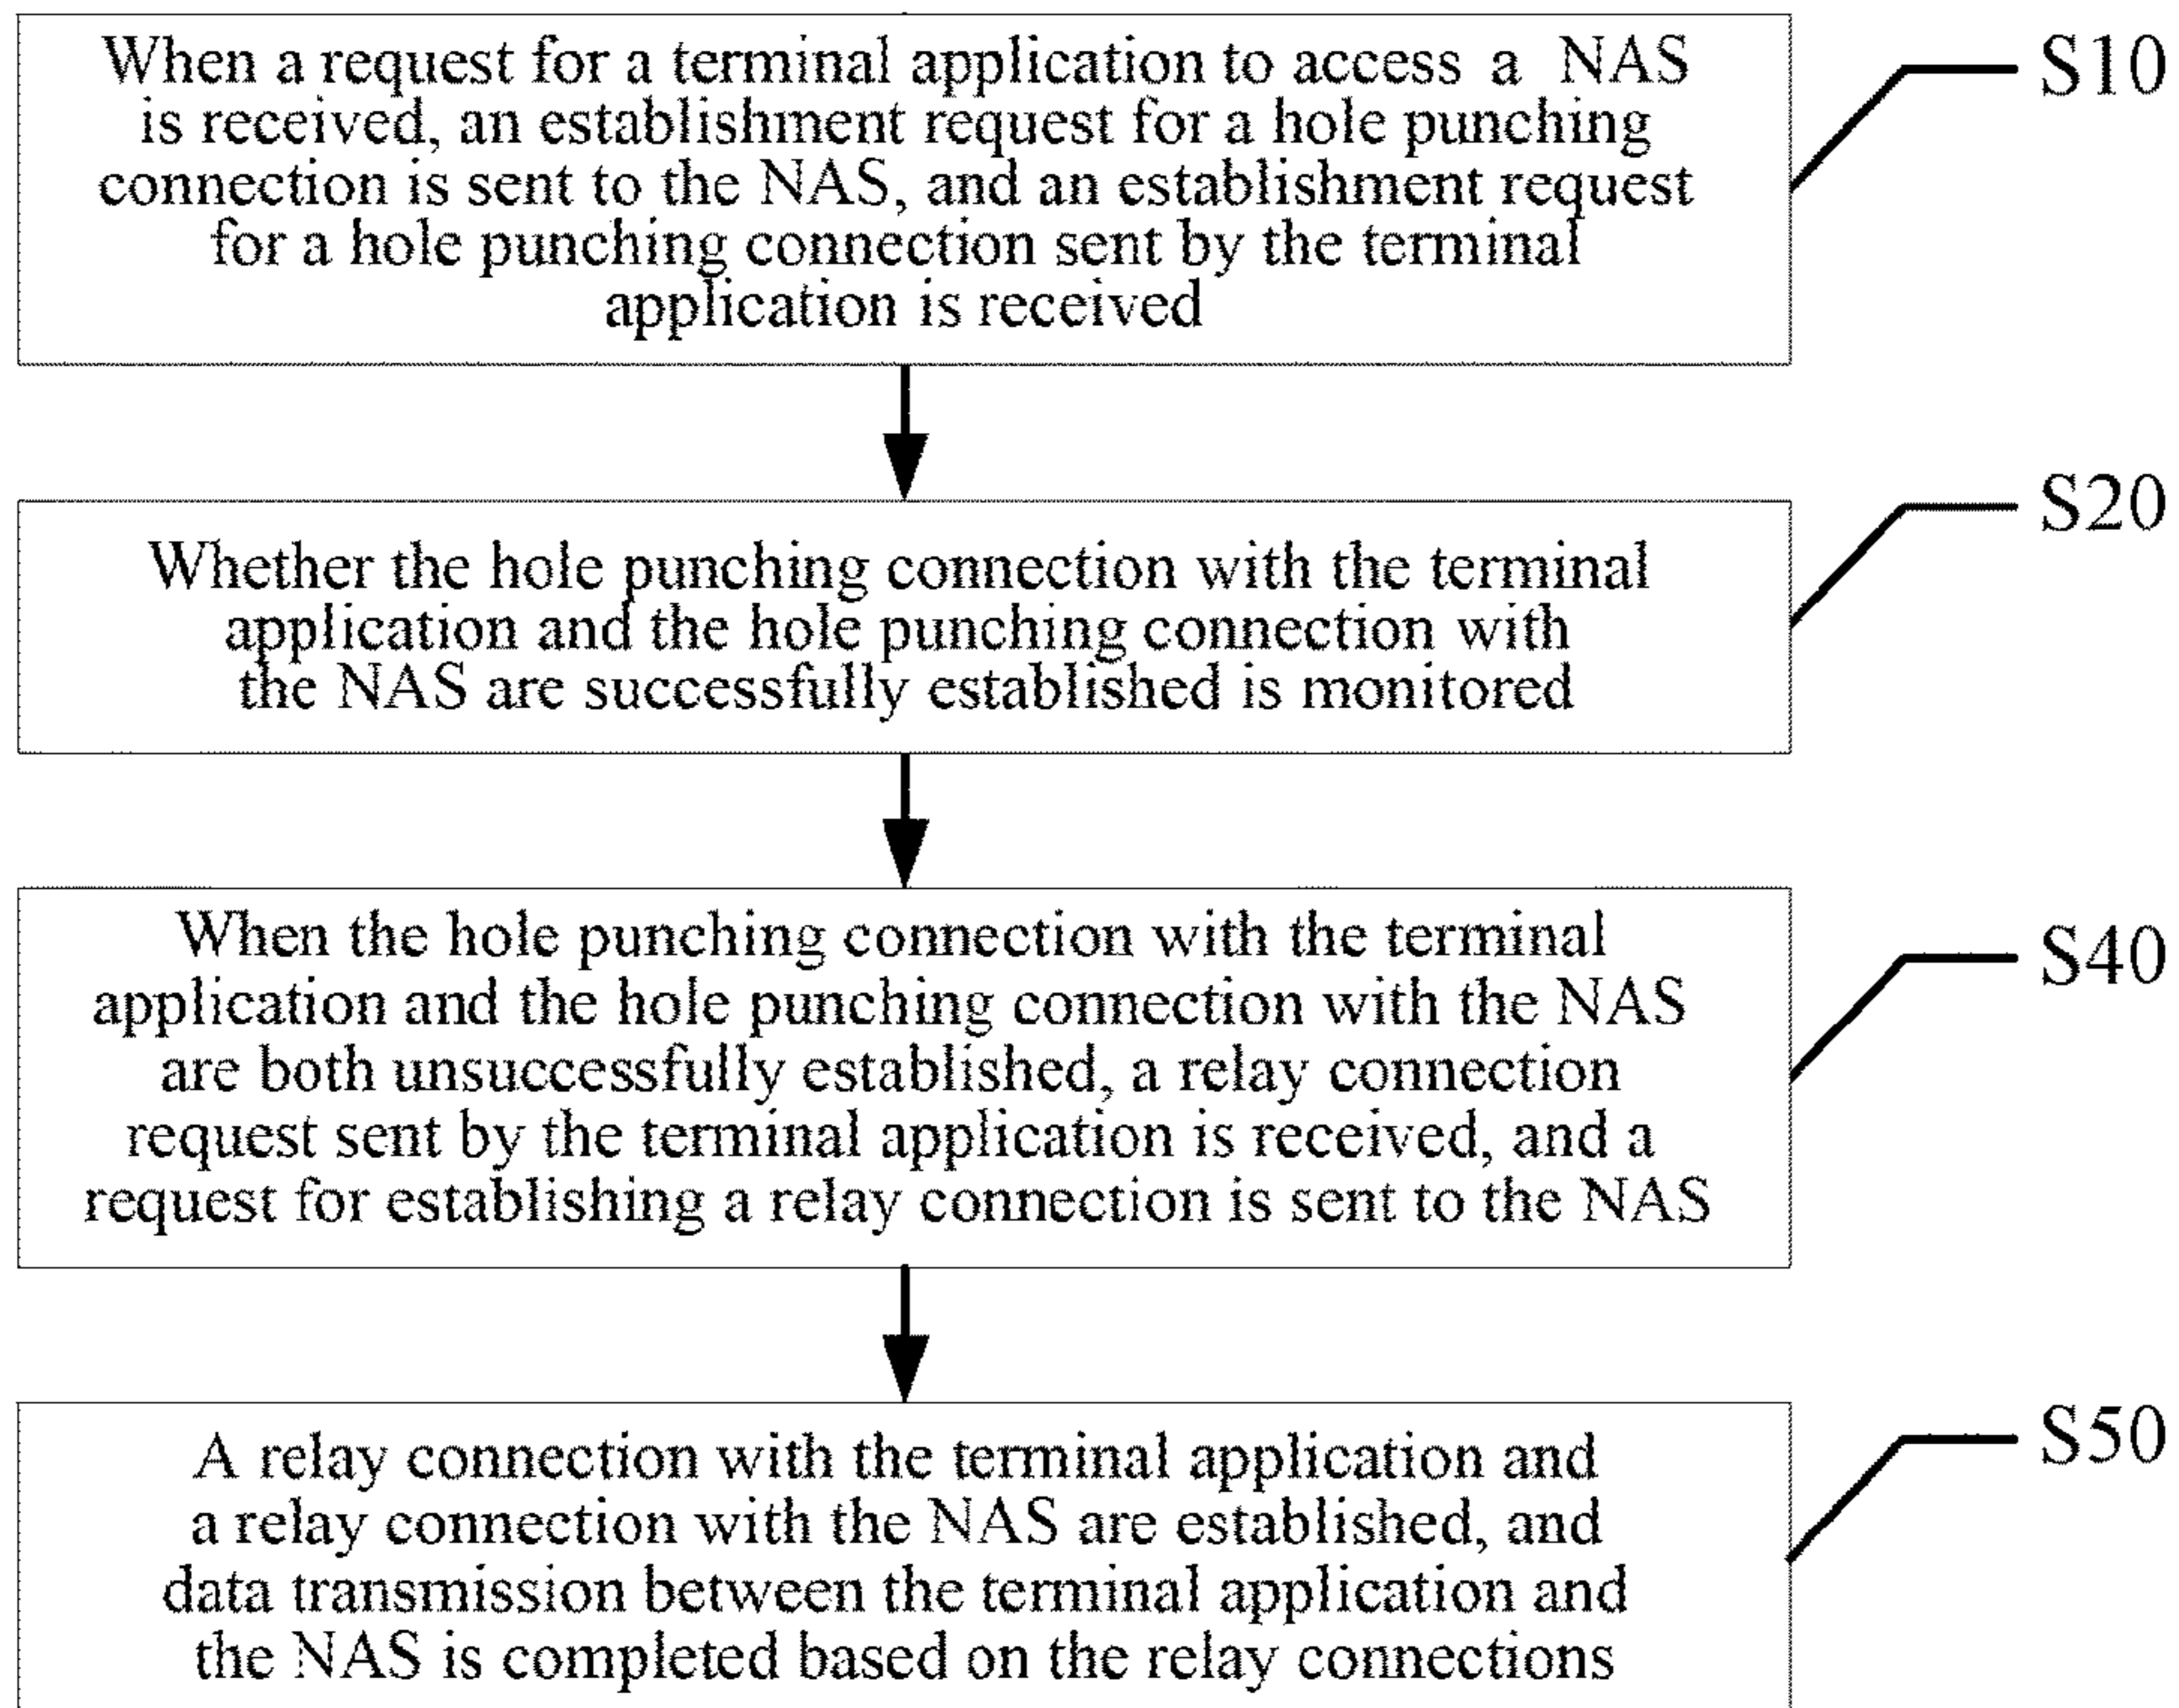 When a request for a terminal application to access a NAS
is received, an establishment request for a hole punching
connection is sent to the NAS, and an establishment request
for a hole punching connection sent by the terminal
application is received
S10
Whether the hole punching connection with the terminal
application and the hole punching connection with
the NAS are successfully established is monitored
S20
When the hole punching connection with the terminal
application and the hole punching connection with the NAS
are both unsuccessfully established, a relay connection
request sent by the terminal application is received, and a
request for establishing a relay connection is sent to the NAS
S40
A relay connection with the terminal application and
a relay connection with the NAS are established, and
data transmission between the terminal application and
the NAS is completed based on the relay connections
S50